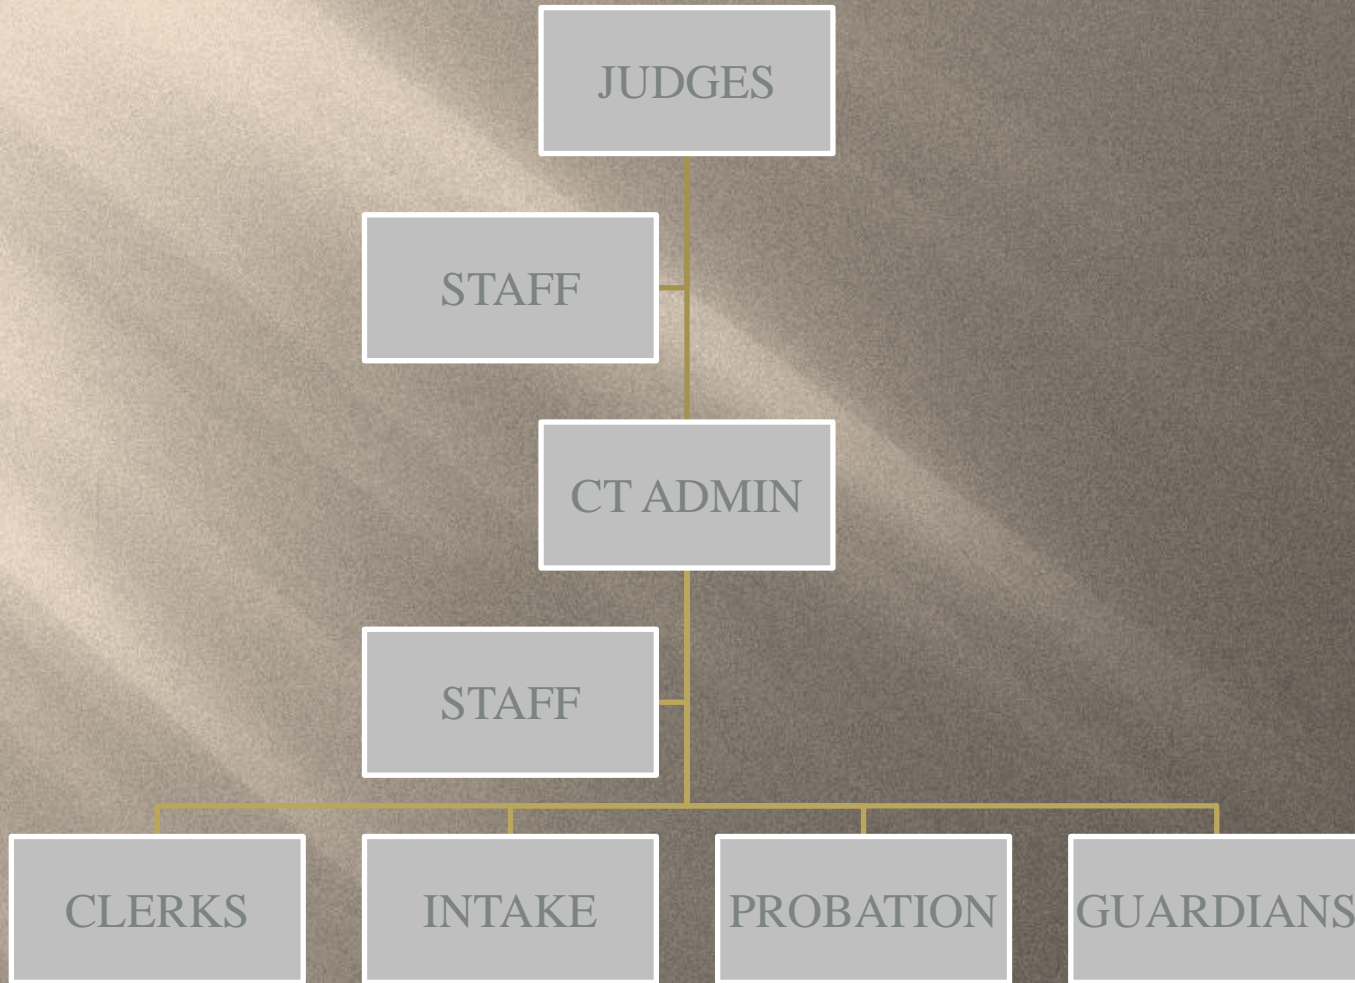 JUDGES
STAFF
CT ADMIN
STAFF
CLERKS
INTAKE
PROBATION
GUARDIANS